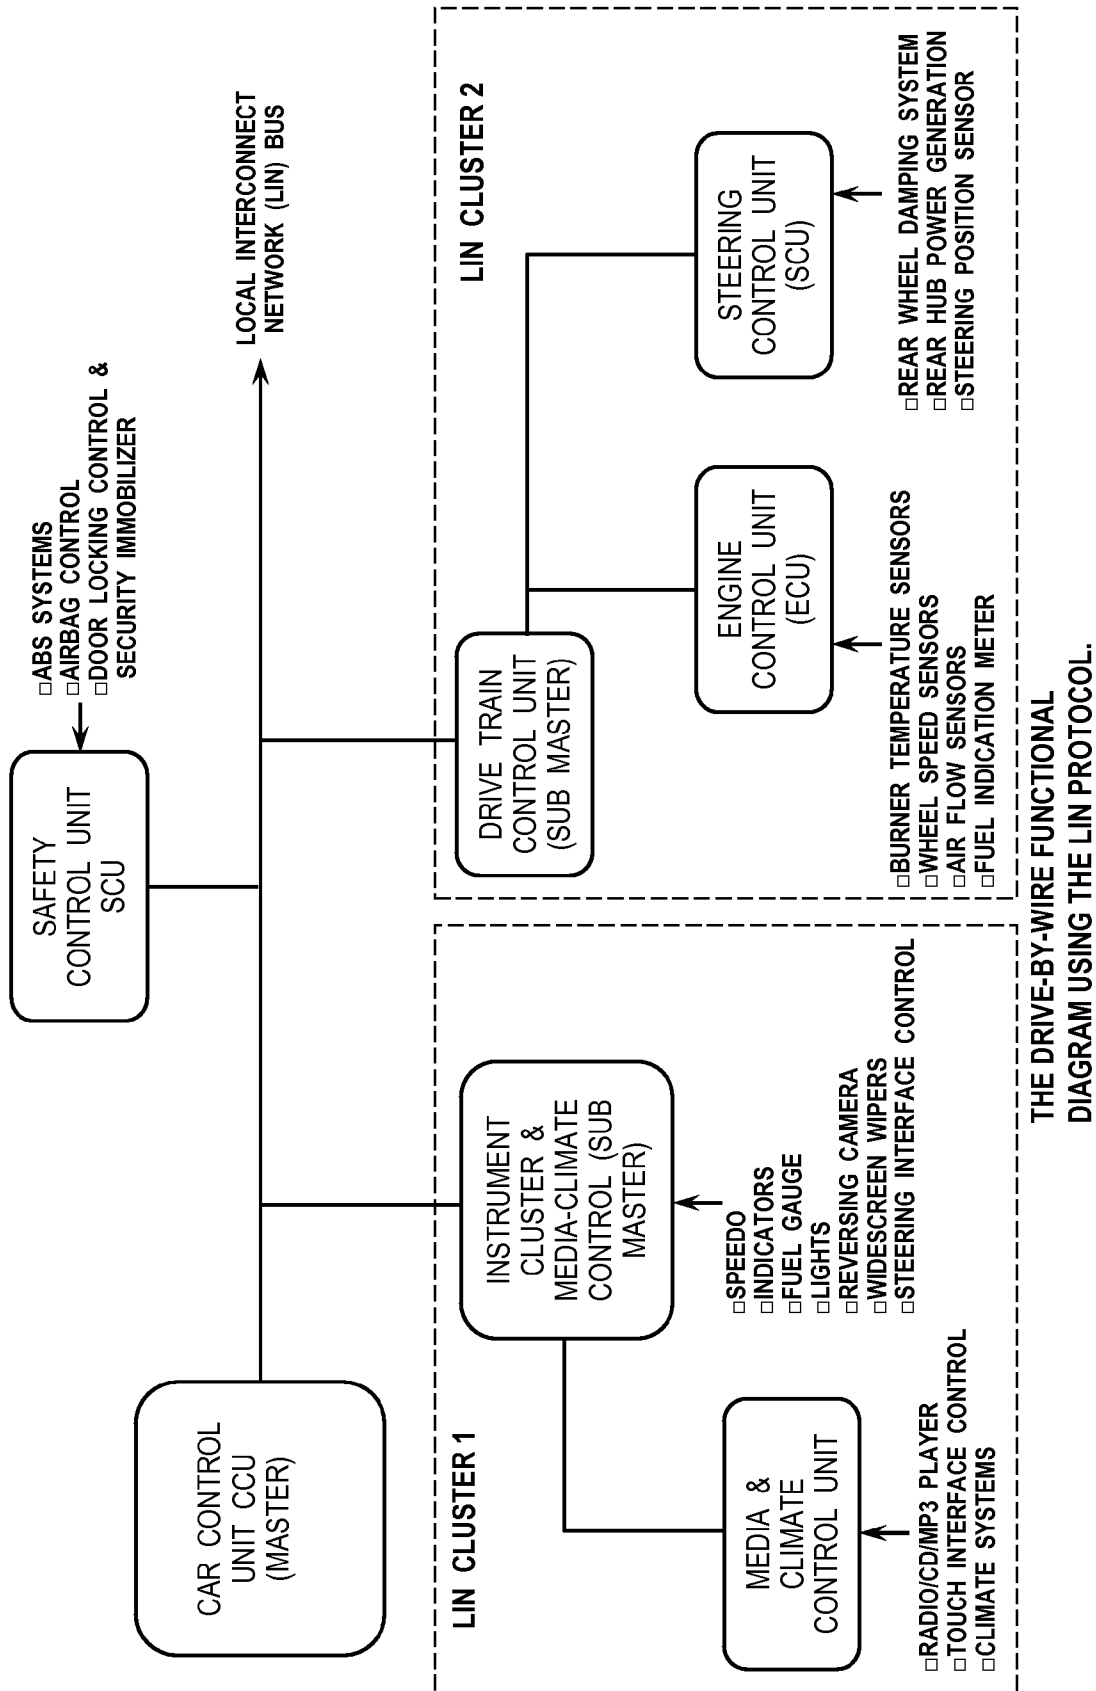 SAFETY
CONTROL UNIT
SCU
□ABS SYSTEMS
□AIRBAG CONTROL
□DOOR LOCKING CONTROL &
SECURITY IMMOBILIZER
CAR CONTROL
UNIT CCU
(MASTER)
LOCAL INTERCONNECT
NETWORK (LIN) BUS
LIN CLUSTER 1
INSTRUMENT
CLUSTER &
MEDIA-CLIMATE
CONTROL (SUB
MASTER)
□SPEEDO
□INDICATORS
□FUEL GAUGE
□LIGHTS
□REVERSING CAMERA
□WIDESCREEN WIPERS
□STEERING INTERFACE CONTROL
MEDIA &
CLIMATE
CONTROL UNIT
□RADIO/CD/MP3 PLAYER
□TOUCH INTERFACE CONTROL
□CLIMATE SYSTEMS
LIN CLUSTER 2
DRIVE TRAIN
CONTROL UNIT
(SUB MASTER)
ENGINE
CONTROL UNIT
(ECU)
□BURNER TEMPERATURE SENSORS
□WHEEL SPEED SENSORS
□AIR FLOW SENSORS
□FUEL INDICATION METER
STEERING
CONTROL UNIT
(SCU)
□REAR WHEEL DAMPING SYSTEM
□REAR HUB POWER GENERATION
□STEERING POSITION SENSOR
THE DRIVE-BY-WIRE FUNCTIONAL
DIAGRAM USING THE LIN PROTOCOL.